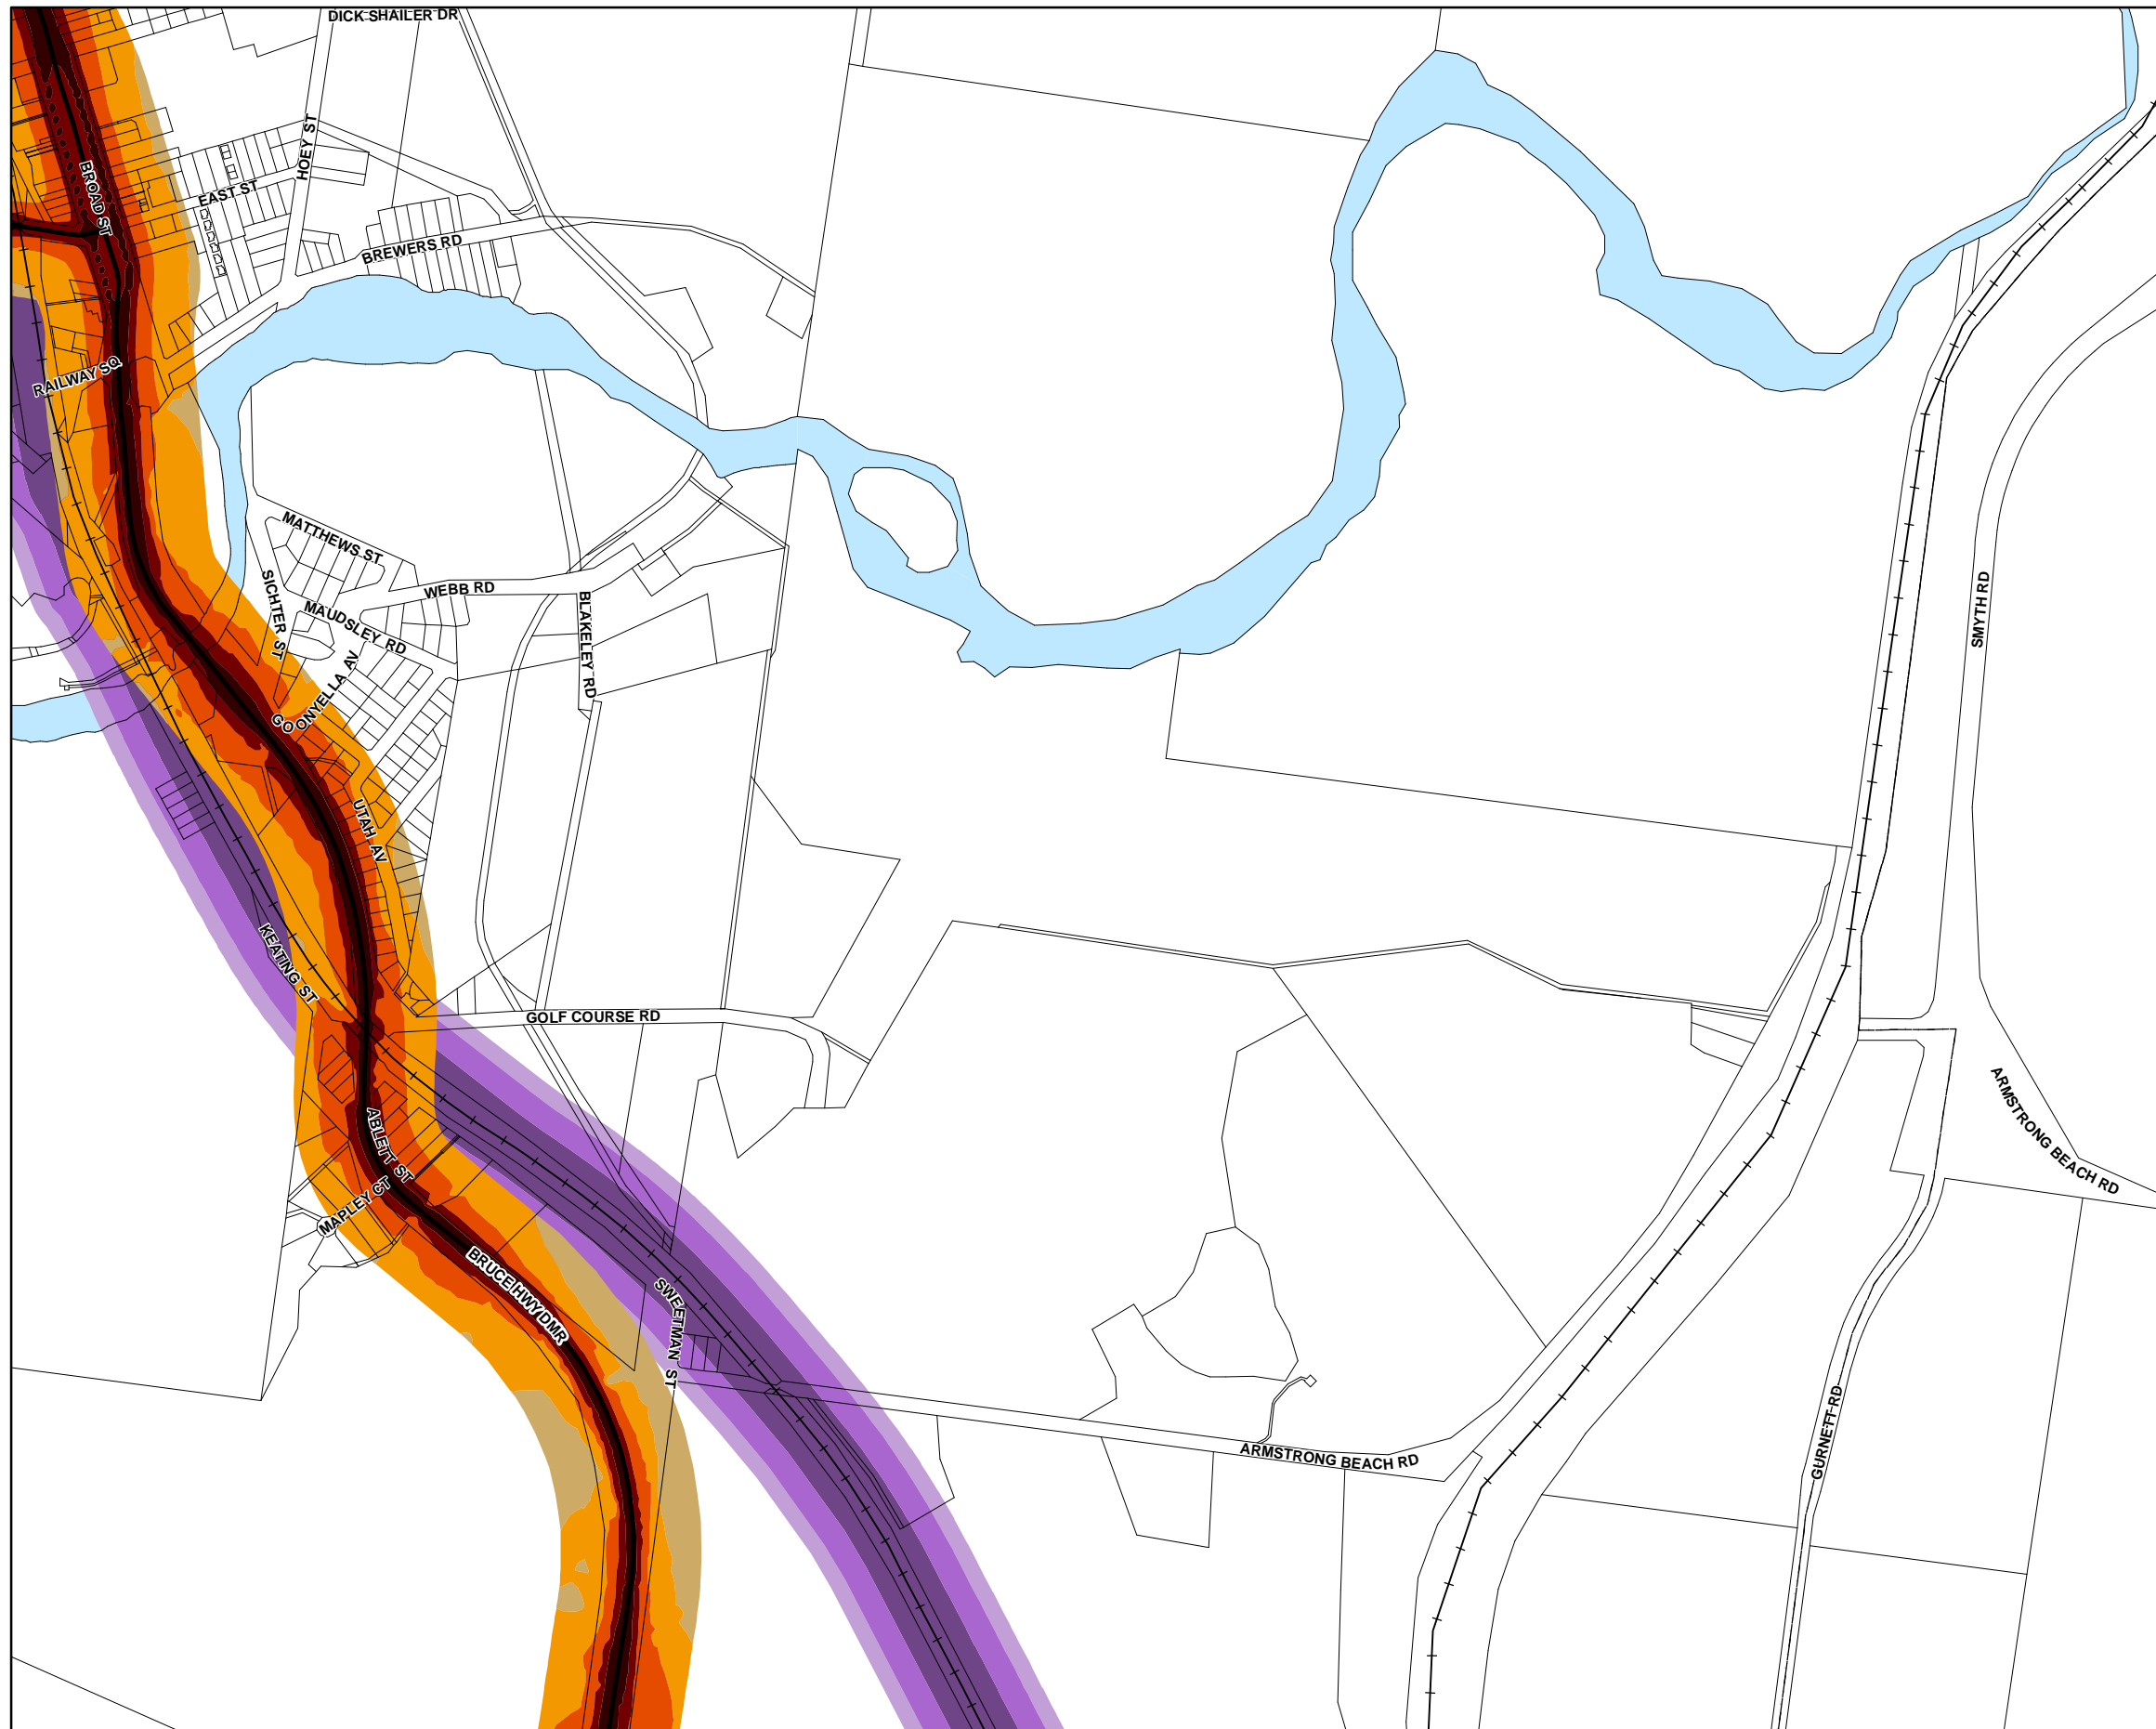 DICK SHAILER DR
HOEY ST
BROAD ST
EAST ST
BREWERS RD
RAILWAY SQ
MATTHEWS ST
SICHTER ST
WEBB RD
MAUDSLEY RD
BLAKELEY RD
SMYTH RD
GOONYELLA AV
UTAH AV
KEATING ST
GOLF COURSE RD
ABLETT ST
MAPLEY CT
ARMSTRONG BEACH RD
BRUCE HWY DMR
SWEETMAN ST
GURNETT RD
ARMSTRONG BEACH RD